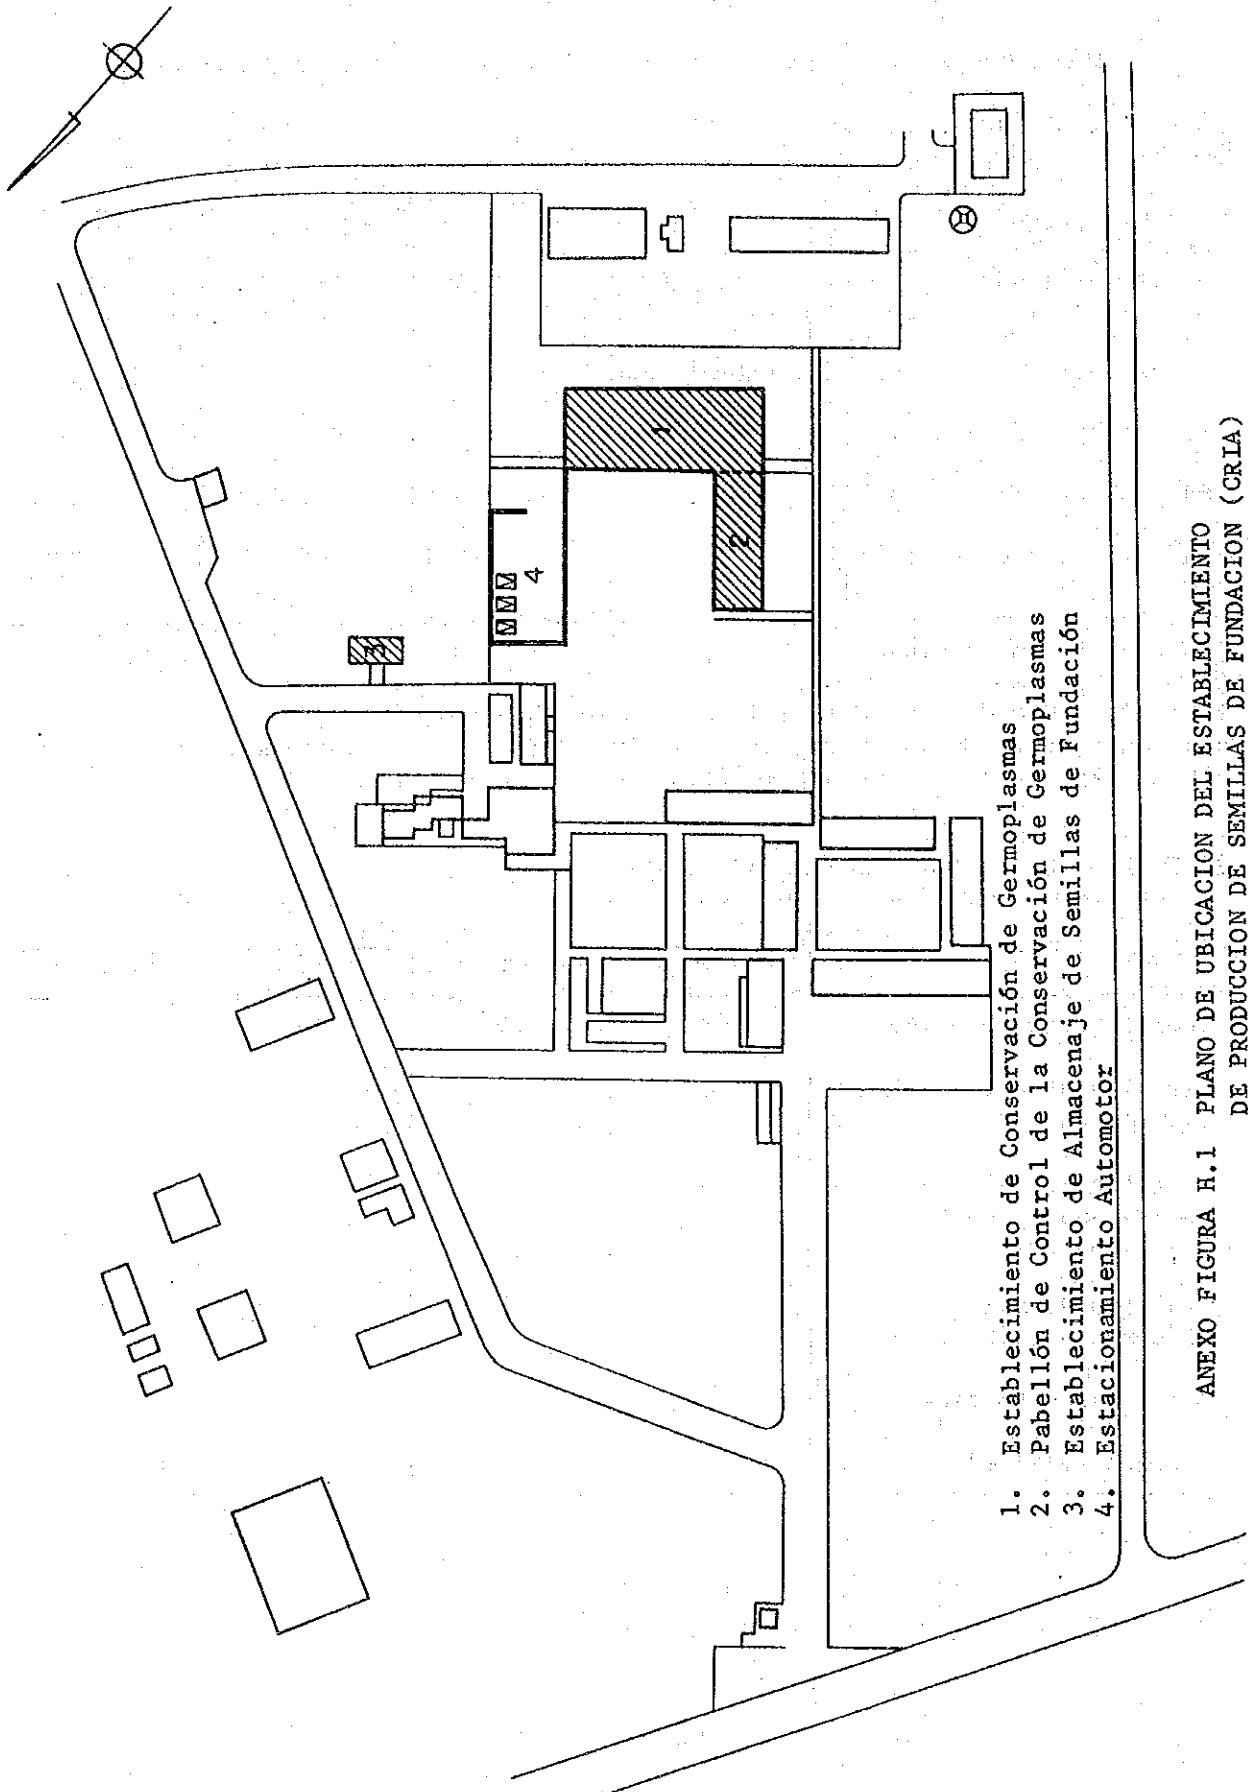 1
2
3
4
1. Establecimiento de Conservación de Germoplasmas
2. Pabellón de Control de la Conservación de Germoplasmas
3. Establecimiento de Almacenaje de Semillas de Fundación
4. Estacionamiento Automotor
ANEXO FIGURA H.1 PLANO DE UBICACION DEL ESTABLECIMIENTO
DE PRODUCCION DE SEMILLAS DE FUNDACION (CRIA)